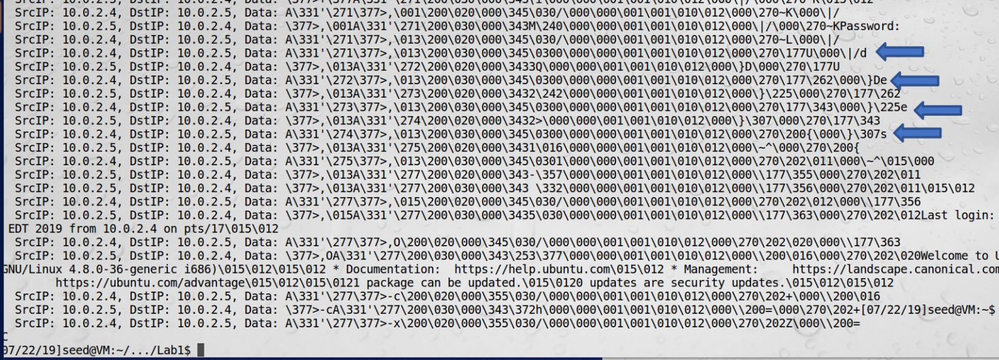 SrcIP: 10.0.2.4, DstIP: 10.0.2.5, Data: A\331'\271\377>,\001\200\020\000\345\030/\000\000\001\001\010\012\000\270~K\000\|/
SrcIP: 10.0.2.5, DstIP: 10.0.2.4, Data: \377>,\001A\331'\271\200\030\000\343M\240\000\000\001\001\010\012\000\|/\000\270~KPassword:
SrcIP: 10.0.2.4, DstIP: 10.0.2.5, Data: A\331'\271\377>,\013\200\020\000\345\030/\000\000\001\001\010\012\000\270~L\000\|/
SrcIP: 10.0.2.4, DstIP: 10.0.2.5, Data: A\331'\271\377>,\013\200\030\000\345\0300\000\000\001\001\010\012\000\270\177U\000\|/d
SrcIP: 10.0.2.5, DstIP: 10.0.2.4, Data: \377>,\013A\331'\272\200\020\000\3433Q\000\000\001\001\010\012\000\}D\000\270\177U
SrcIP: 10.0.2.4, DstIP: 10.0.2.5, Data: A\331'\272\377>,\013\200\030\000\345\0300\000\000\001\001\010\012\000\270\177\262\000\}De
SrcIP: 10.0.2.5, DstIP: 10.0.2.4, Data: \377>,\013A\331'\273\200\020\000\3432\242\000\000\001\001\010\012\000\}\225\000\270\177\262
SrcIP: 10.0.2.4, DstIP: 10.0.2.5, Data: A\331'\273\377>,\013\200\030\000\345\0300\000\000\001\001\010\012\000\270\177\343\000\}\225e
SrcIP: 10.0.2.5, DstIP: 10.0.2.4, Data: \377>,\013A\331'\274\200\020\000\3432>\000\000\001\001\010\012\000\}\307\000\270\177\343
SrcIP: 10.0.2.4, DstIP: 10.0.2.5, Data: A\331'\274\377>,\013\200\030\000\345\0300\000\000\001\001\010\012\000\270\200{\000\}\307s
SrcIP: 10.0.2.5, DstIP: 10.0.2.4, Data: \377>,\013A\331'\275\200\020\000\3431\016\000\000\001\001\010\012\000\~^\000\270\200{
SrcIP: 10.0.2.4, DstIP: 10.0.2.5, Data: A\331'\275\377>,\013\200\030\000\345\0301\000\000\001\001\010\012\000\270\202\011\000\~^\015\000
SrcIP: 10.0.2.5, DstIP: 10.0.2.4, Data: \377>,\013A\331'\277\200\020\000\343-\357\000\000\001\001\010\012\000\\177\355\000\270\202\011
SrcIP: 10.0.2.5, DstIP: 10.0.2.4, Data: \377>,\013A\331'\277\200\030\000\343 \332\000\000\001\001\010\012\000\\177\356\000\270\202\011\015\012
SrcIP: 10.0.2.4, DstIP: 10.0.2.5, Data: A\331'\277\377>,\015\200\020\000\345\030/\000\000\001\001\010\012\000\270\202\012\000\\177\356
SrcIP: 10.0.2.5, DstIP: 10.0.2.4, Data: \377>,\015A\331'\277\200\030\000\3435\030\000\000\001\001\010\012\000\\177\363\000\270\202\012Last login:
EDT 2019 from 10.0.2.4 on pts/17\015\012
SrcIP: 10.0.2.4, DstIP: 10.0.2.5, Data: A\331'\277\377>,O\200\020\000\345\030/\000\000\001\001\010\012\000\270\202\020\000\\177\363
SrcIP: 10.0.2.5, DstIP: 10.0.2.4, Data: \377>,OA\331'\277\200\030\000\343\253\377\000\000\001\001\010\012\000\\200\016\000\270\202\020Welcome to U
GNU/Linux 4.8.0-36-generic i686)\015\012\015\012 * Documentation:  https://help.ubuntu.com\015\012 * Management:     https://landscape.canonical.com
https://ubuntu.com/advantage\015\012\015\0121 package can be updated.\015\0120 updates are security updates.\015\012\015\012
SrcIP: 10.0.2.4, DstIP: 10.0.2.5, Data: A\331'\277\377>-c\200\020\000\355\030/\000\000\001\001\010\012\000\270\202+\000\\200\016
SrcIP: 10.0.2.5, DstIP: 10.0.2.4, Data: \377>-cA\331'\277\200\030\000\343\372h\000\000\001\001\010\012\000\\200=\000\270\202+[07/22/19]seed@VM:~$
SrcIP: 10.0.2.4, DstIP: 10.0.2.5, Data: A\331'\277\377>-x\200\020\000\355\030/\000\000\001\001\010\012\000\270\202Z\000\\200=
C
07/22/19]seed@VM:~/.../Lab1$